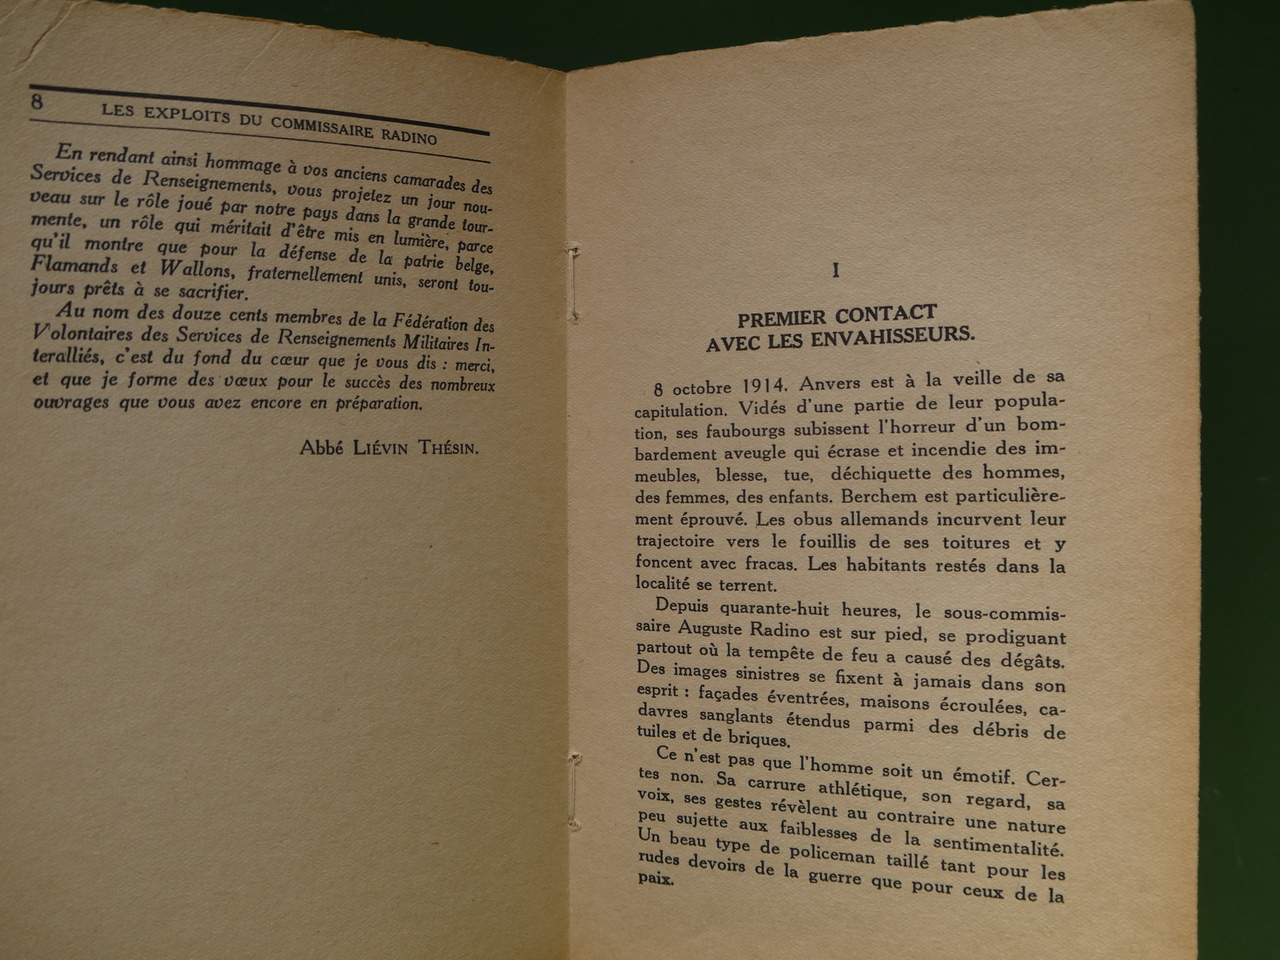 8 LES EXPLOITS DU COMMISSAIRE RADINO
En rendant ainsi hommage à vos anciens camarades des
Services de Renseignements, vous projetez un jour nou-
veau sur le rôle joué par notre pays dans la grande tour-
mente, un rôle qui méritait d'être mis en lumière, parce
qu'il montre que pour la défense de la patrie belge,
Flamands et Wallons, fraternellement unis, seront tou-
jours prêts à se sacrifier.
Au nom des douze cents membres de la Fédération des
Volontaires des Services de Renseignements Militaires In-
teralliés, c'est du fond du cœur que je vous dis : merci,
et que je forme des vœux pour le succès des nombreux
ouvrages que vous avez encore en préparation.
Abbé LIÉVIN THÉSIN.
I
PREMIER CONTACT
AVEC LES ENVAHISSEURS.
8 octobre 1914. Anvers est à la veille de sa
capitulation. Vidés d'une partie de leur popula-
tion, ses faubourgs subissent l'horreur d'un bom-
bardement aveugle qui écrase et incendie des im-
meubles, blesse, tue, déchiquette des hommes,
des femmes, des enfants. Berchem est particulière-
ment éprouvé. Les obus allemands incurvent leur
trajectoire vers le fouillis de ses toitures et y
foncent avec fracas. Les habitants restés dans la
localité se terrent.
Depuis quarante-huit heures, le sous-commis-
saire Auguste Radino est sur pied, se prodiguant
partout où la tempête de feu a causé des dégâts.
Des images sinistres se fixent à jamais dans son
esprit : façades éventrées, maisons écroulées, ca-
davres sanglants étendus parmi des débris de
tuiles et de briques.
Ce n'est pas que l'homme soit un émotif. Cer-
tes non. Sa carrure athlétique, son regard, sa
voix, ses gestes révèlent au contraire une nature
peu sujette aux faiblesses de la sentimentalité.
Un beau type de policeman taillé tant pour les
rudes devoirs de la guerre que pour ceux de la
paix.